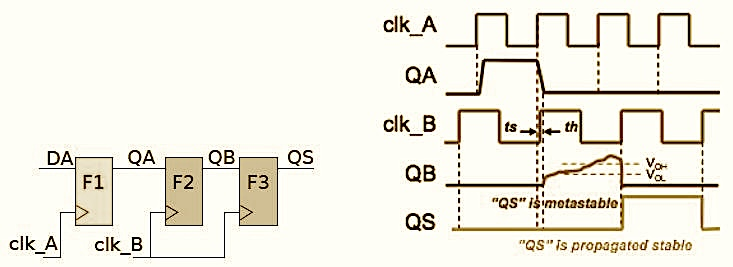 DA
QA
QB
QS
F1
F2
F3
clk_A
clk_B
clk_A
QA
clk_B
ts
th
QB
VOH
VOL
"QS" is metastable
QS
"QS" is propagated stable